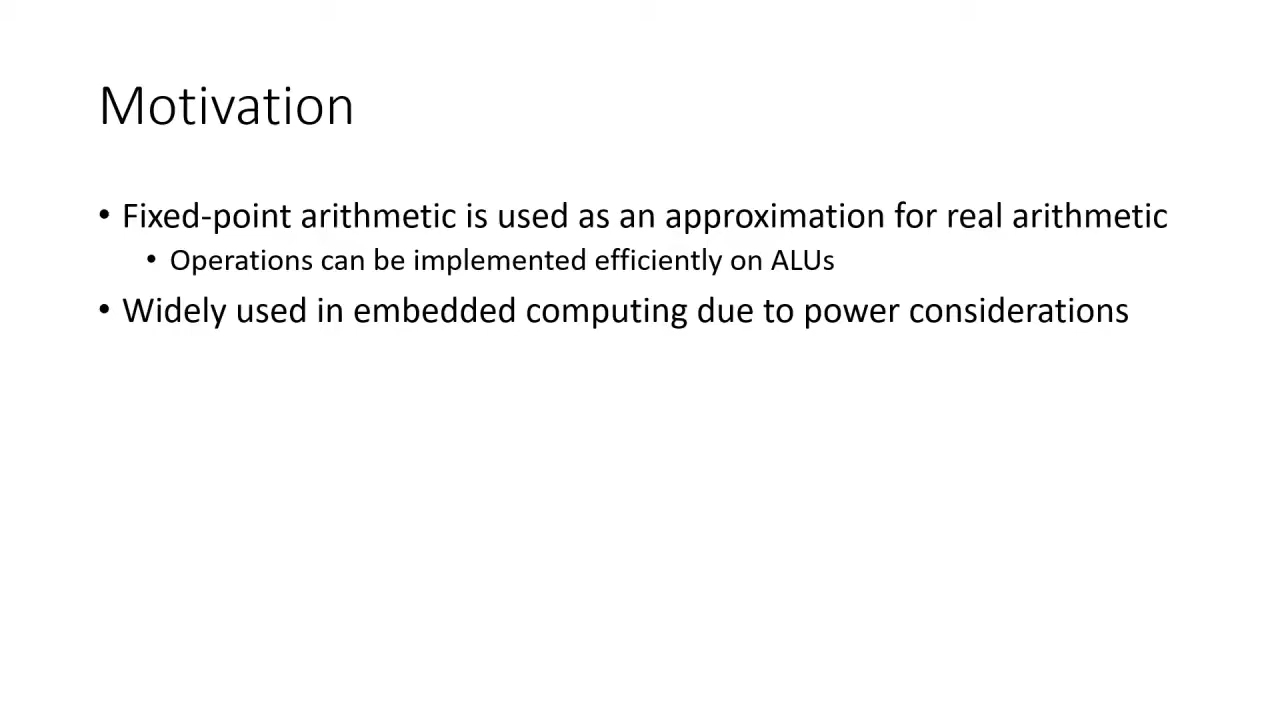 Motivation
• Fixed-point arithmetic is used as an approximation for real arithmetic
• Operations can be implemented efficiently on ALUs
• Widely used in embedded computing due to power considerations